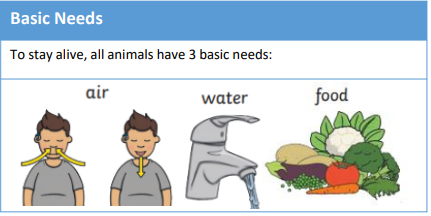 Basic Needs
To stay alive, all animals have 3 basic needs:
air
water
food